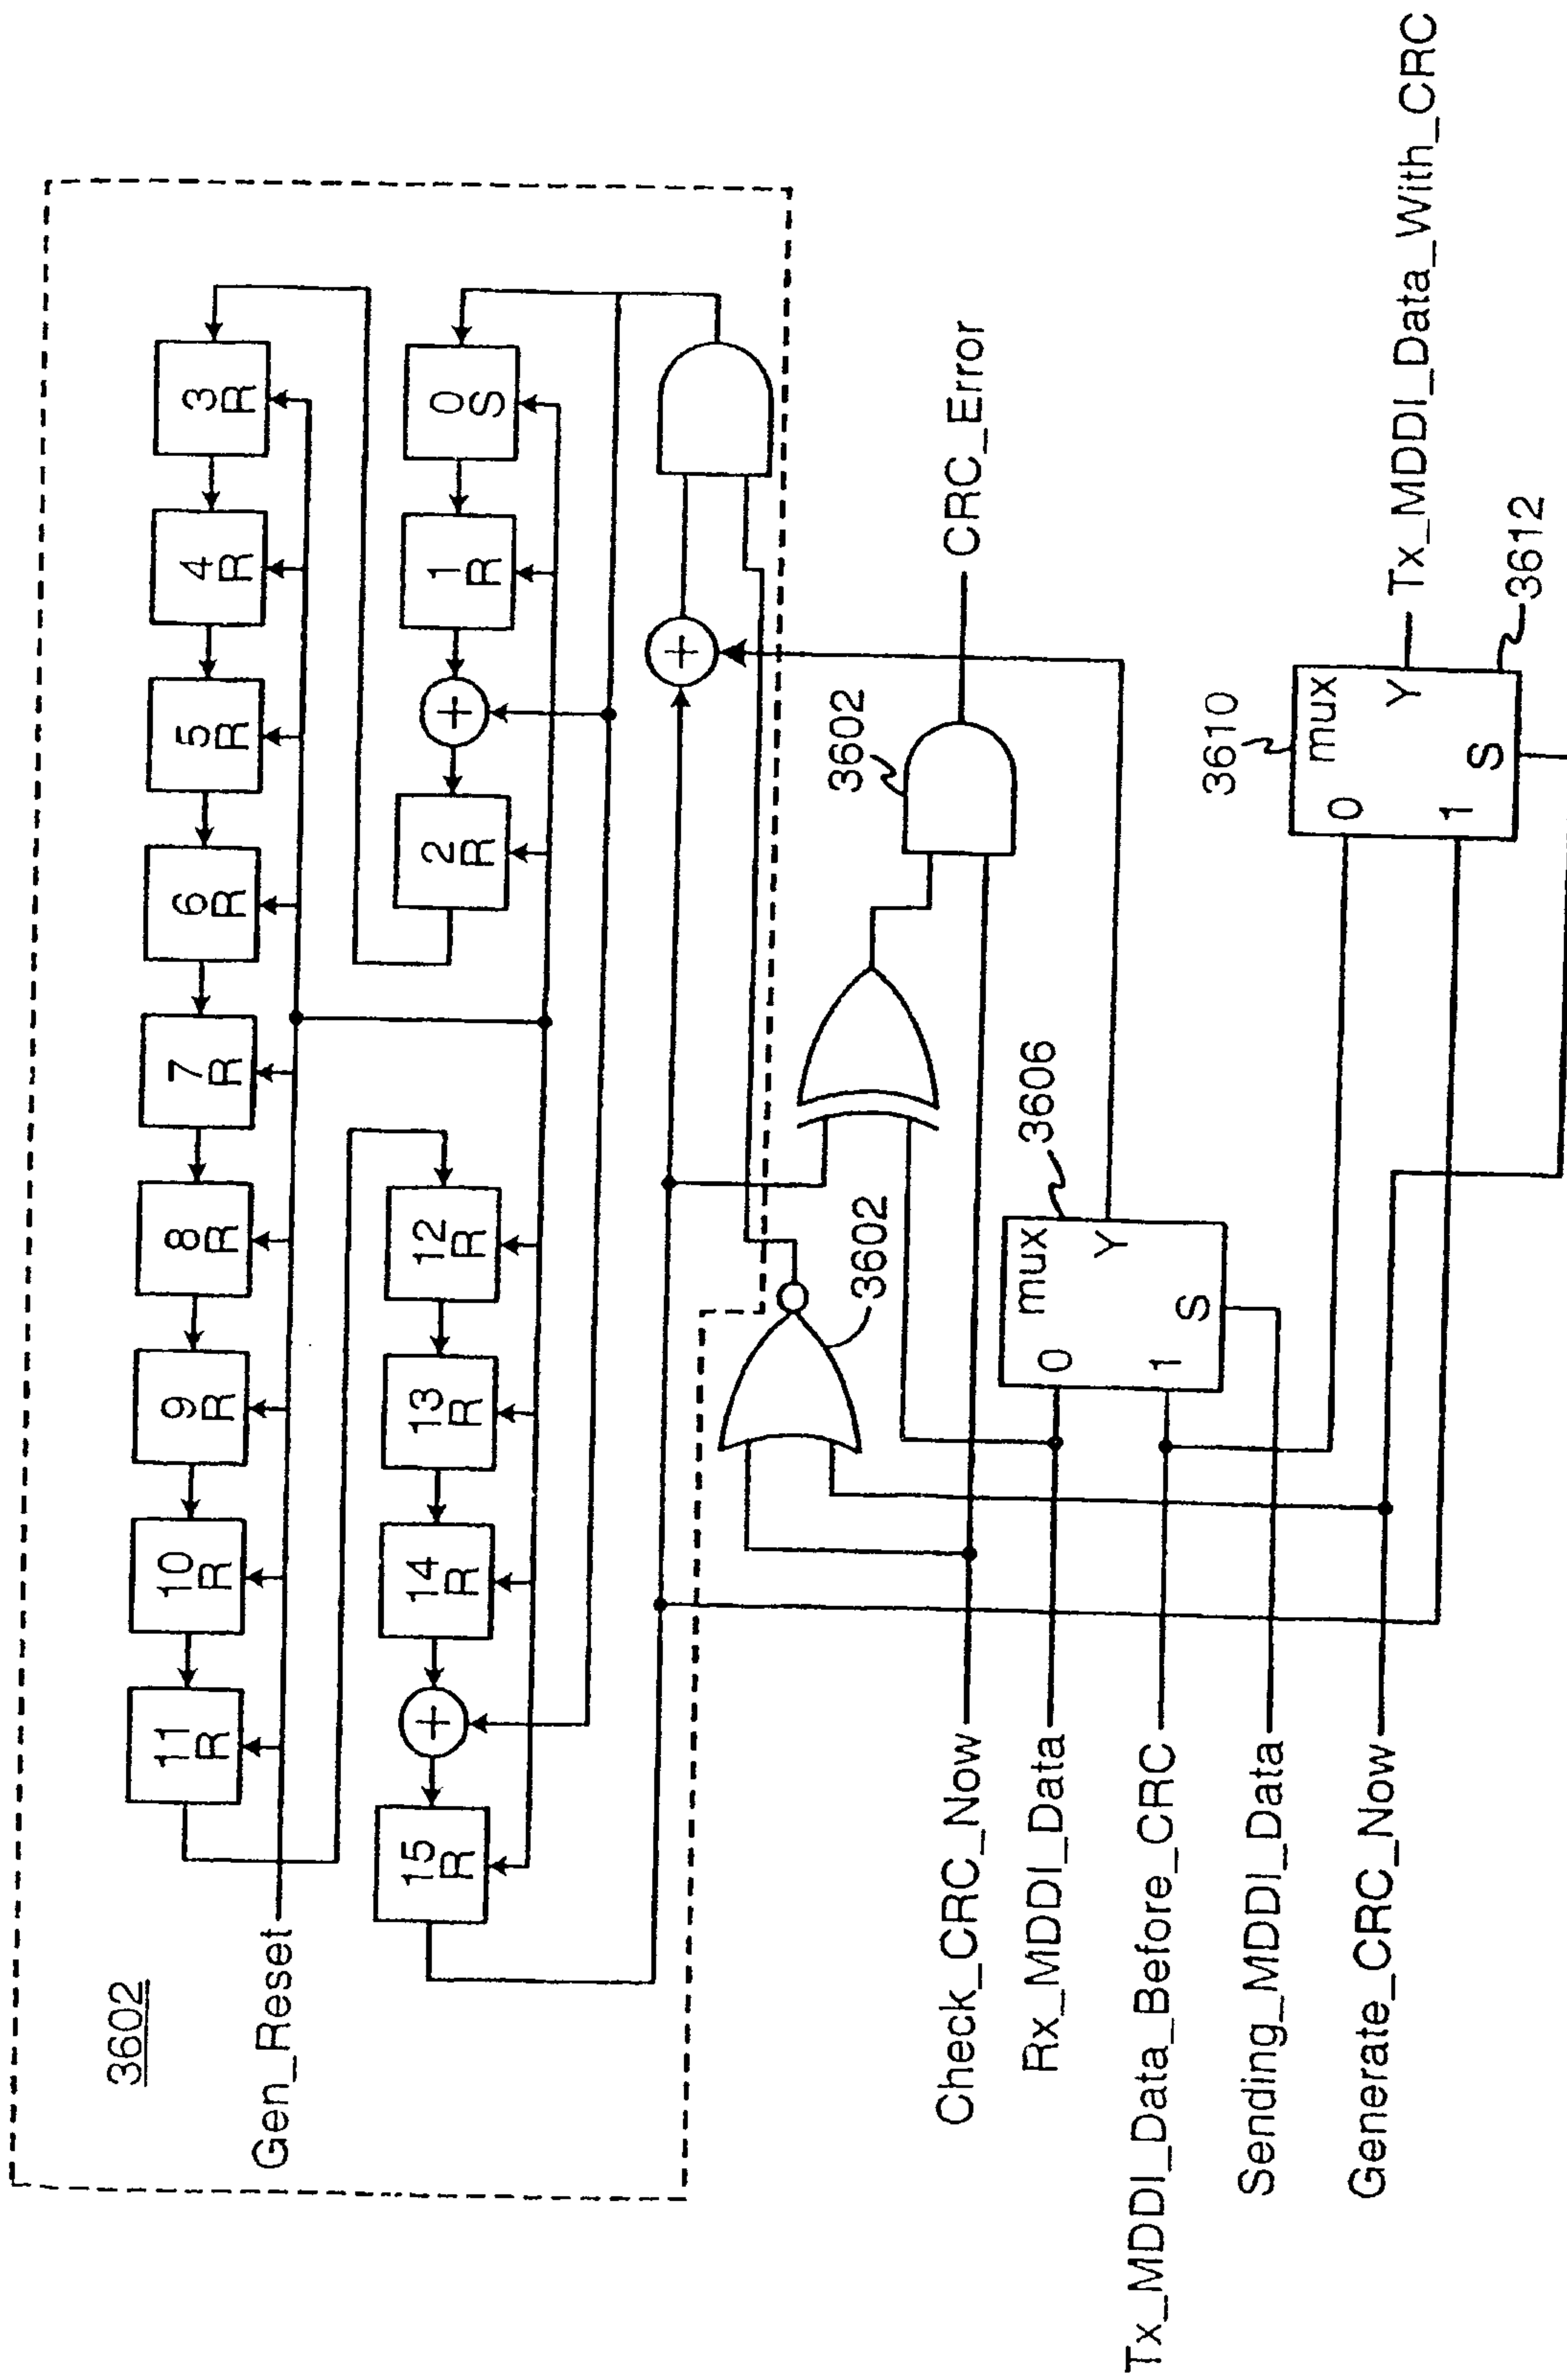 3602
Gen_Reset
11
R
10
R
9
R
8
R
7
R
6
R
5
R
4
R
3
R
15
R
14
R
13
R
12
R
2
R
1
R
0
S
3602
3602
CRC_Error
3606
mux
0
1
Y
S
3610
mux
0
1
Y
S
3612
Check_CRC_Now
Rx_MDDI_Data
Tx_MDDI_Data_Before_CRC
Sending_MDDI_Data
Generate_CRC_Now
Tx_MDDI_Data_With_CRC